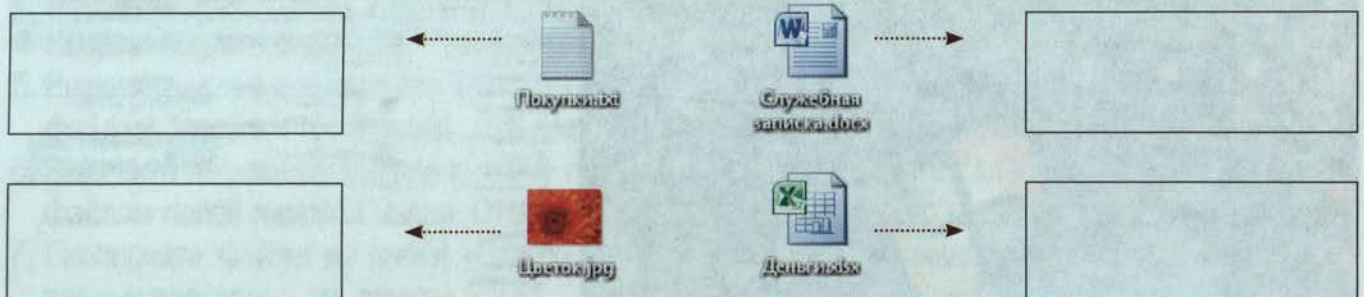 Покупки.txt
Служебная
записка.docx
Цветок.jpg
Деньги.xlsx